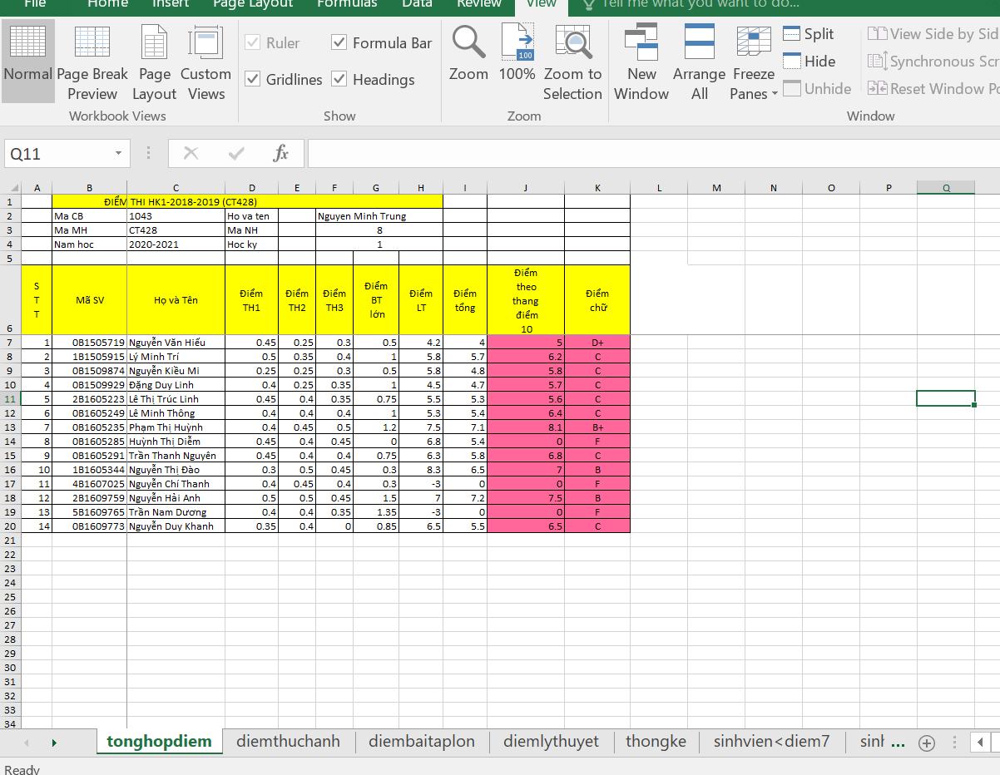 File Home Insert Page Layout Formulas Data Review View Tell me what you want to do...
Normal Page Break Preview Page Layout Custom Views
Workbook Views
Ruler Formula Bar
Gridlines Headings
Show
Zoom 100% Zoom to Selection
100
Zoom
New Window Arrange All Freeze Panes
Split
Hide
Unhide
View Side by Sid
Synchronous Scr
Reset Window Po
Window
Q11 fx
A B C D E F G H I J K L M N O P Q
1 ĐIỂM THI HK1-2018-2019 (CT428)
2 Ma CB 1043 Ho va ten Nguyen Minh Trung
3 Ma MH CT428 Ma NH 8
4 Nam hoc 2020-2021 Hoc ky 1
5
6 STT Mã SV Họ và Tên Điểm TH1 Điểm TH2 Điểm TH3 Điểm BT lớn Điểm LT Điểm tổng Điểm theo thang điểm 10 Điểm chữ
7 1 0B1505719 Nguyễn Văn Hiếu 0.45 0.25 0.3 0.5 4.2 4 5 D+
8 2 1B1505915 Lý Minh Trí 0.5 0.35 0.4 1 5.8 5.7 6.2 C
9 3 0B1509874 Nguyễn Kiều Mi 0.25 0.25 0.3 0.5 5.8 4.8 5.8 C
10 4 0B1509929 Đặng Duy Linh 0.4 0.25 0.35 1 4.5 4.7 5.7 C
11 5 2B1605223 Lê Thị Trúc Linh 0.45 0.4 0.35 0.75 5.5 5.3 5.6 C
12 6 0B1605249 Lê Minh Thông 0.4 0.4 0.4 1 5.3 5.4 6.4 C
13 7 0B1605235 Phạm Thị Huỳnh 0.4 0.45 0.5 1.2 7.5 7.1 8.1 B+
14 8 0B1605285 Huỳnh Thị Diễm 0.45 0.4 0.45 0 6.8 5.4 0 F
15 9 0B1605291 Trần Thanh Nguyên 0.45 0.4 0.4 0.75 6.3 5.8 6.8 C
16 10 1B1605344 Nguyễn Thị Đào 0.3 0.5 0.45 0.3 8.3 6.5 7 B
17 11 4B1607025 Nguyễn Chí Thanh 0.4 0.45 0.4 0.3 -3 0 0 F
18 12 2B1609759 Nguyễn Hải Anh 0.5 0.5 0.45 1.5 7 7.2 7.5 B
19 13 5B1609765 Trần Nam Dương 0.4 0.4 0.35 1.35 -3 0 0 F
20 14 0B1609773 Nguyễn Duy Khanh 0.35 0.4 0 0.85 6.5 5.5 6.5 C
21
22
23
24
25
26
27
28
29
30
31
32
33
34
tonghopdiem diemthuchanh diembaitaplon diemlythuyet thongke sinhvien<diem7 sinh ...
Ready